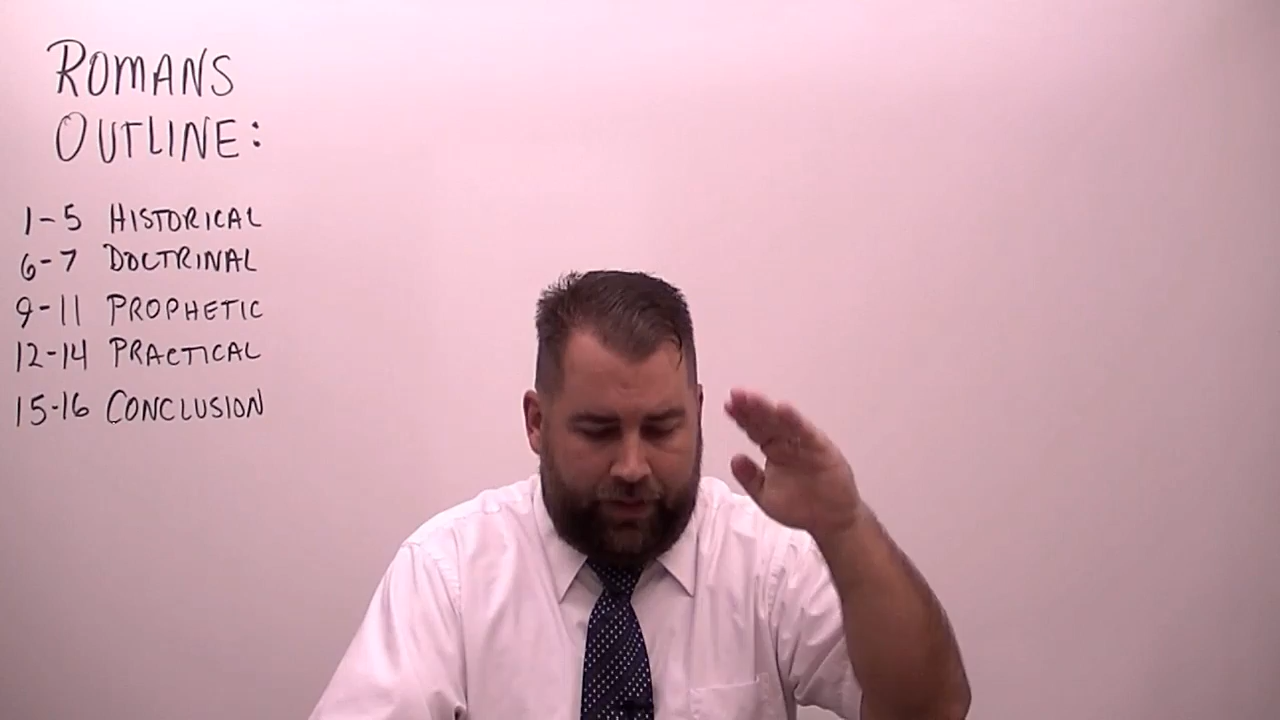 ROMANS
OUTLINE:
1-5 HISTORICAL
6-7 DOCTRINAL
9-11 PROPHETIC
12-14 PRACTICAL
15-16 CONCLUSION